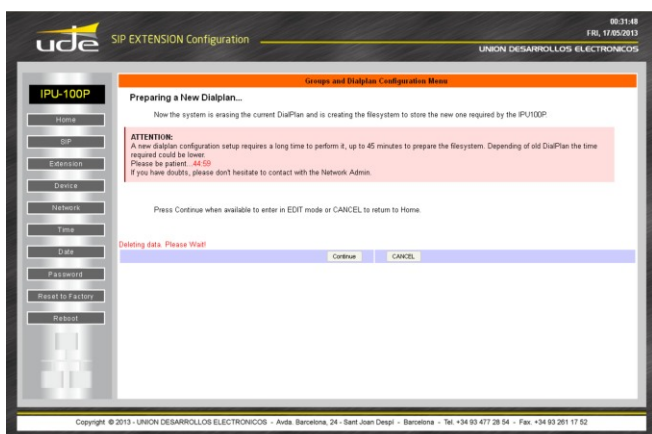 00:31:48
FRI, 17/05/2013
ude
SIP EXTENSION Configuration
UNION DESARROLLOS ELECTRONICOS
IPU-100P
Home
SIP
Extension
Device
Network
Time
Date
Password
Reset to Factory
Reboot
Groups and Dialplan Configuration Menu
Preparing a New Dialplan...
Now the system is erasing the current DialPlan and is creating the filesystem to store the new one required by the IPU100P.
ATTENTION:
A new dialplan configuration setup requires a long time to perform it, up to 45 minutes to prepare the filesystem. Depending of old DialPlan the time
required could be lower.
Please be patient...44:59
If you have doubts, please don't hesitate to contact with the Network Admin.
Press Continue when available to enter in EDIT mode or CANCEL to return to Home.
Deleting data. Please Wait!
Continue
CANCEL
Copyright © 2013 - UNION DESARROLLOS ELECTRONICOS - Avda. Barcelona, 24 - Sant Joan Despl - Barcelona - Tel. +34 93 477 28 54 - Fax. +34 93 261 17 52